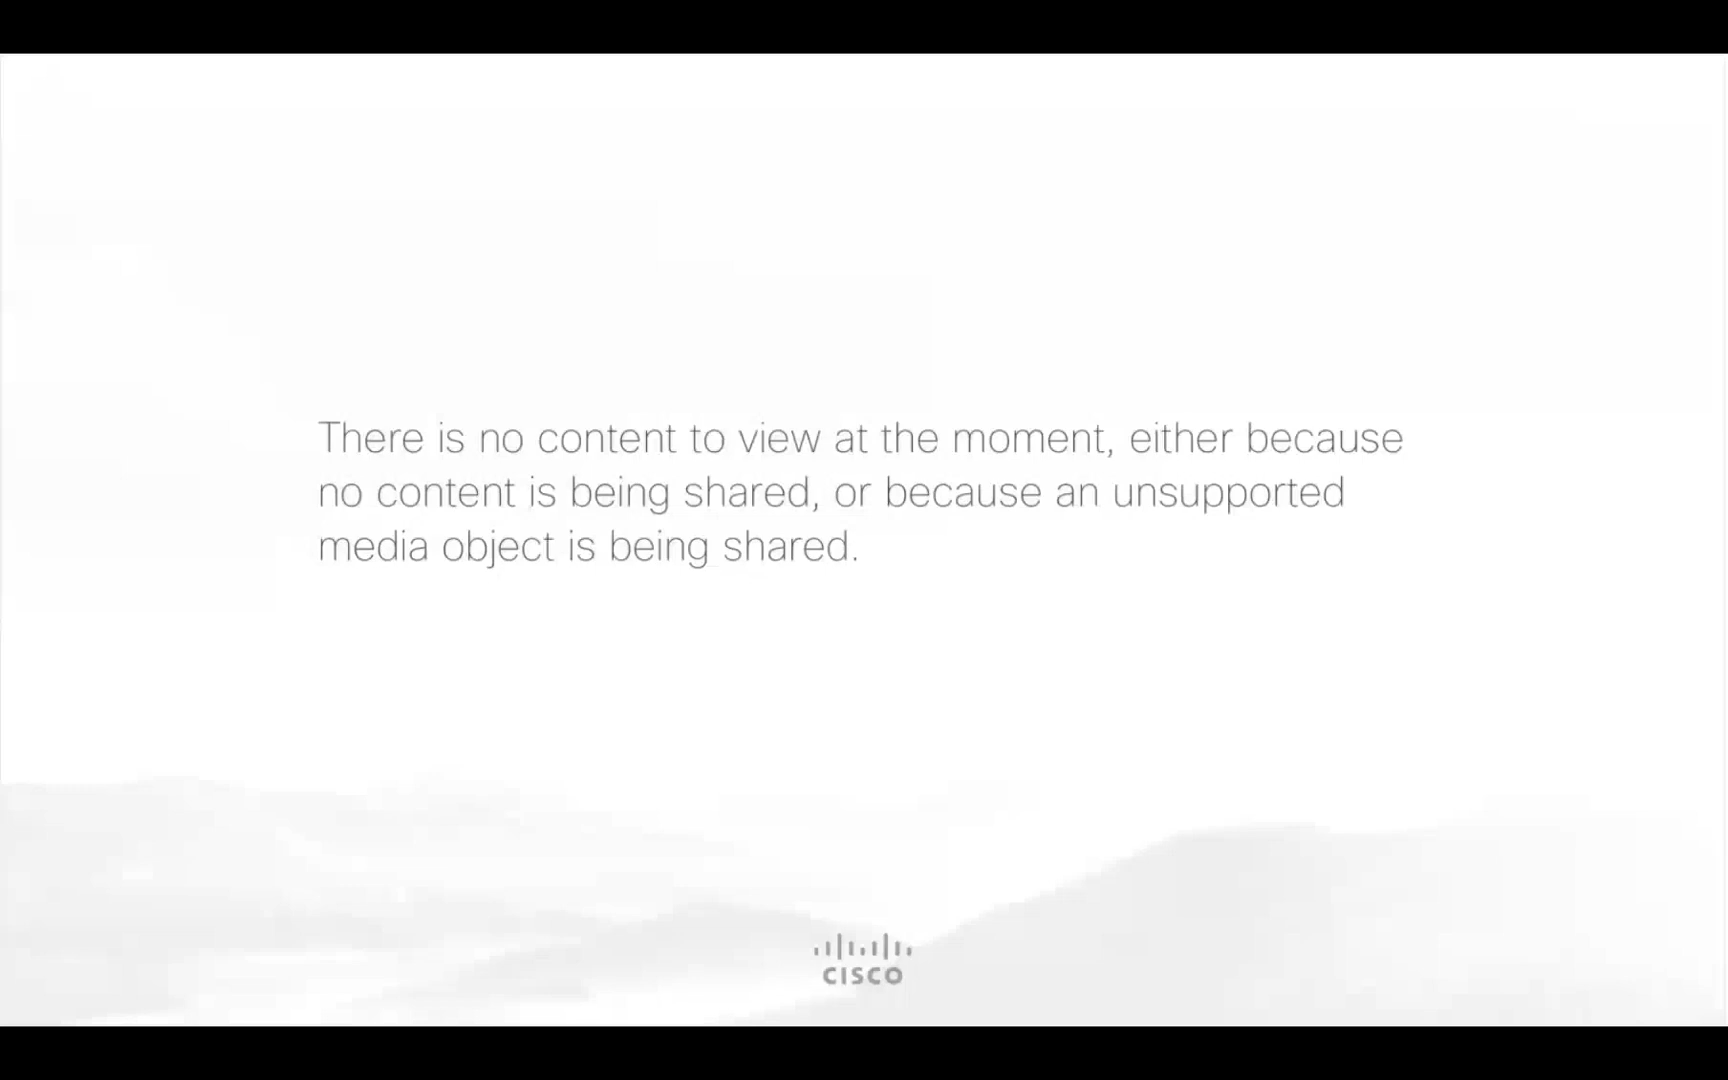 There is no content to view at the moment, either because
no content is being shared, or because an unsupported
media object is being shared.
CISCO